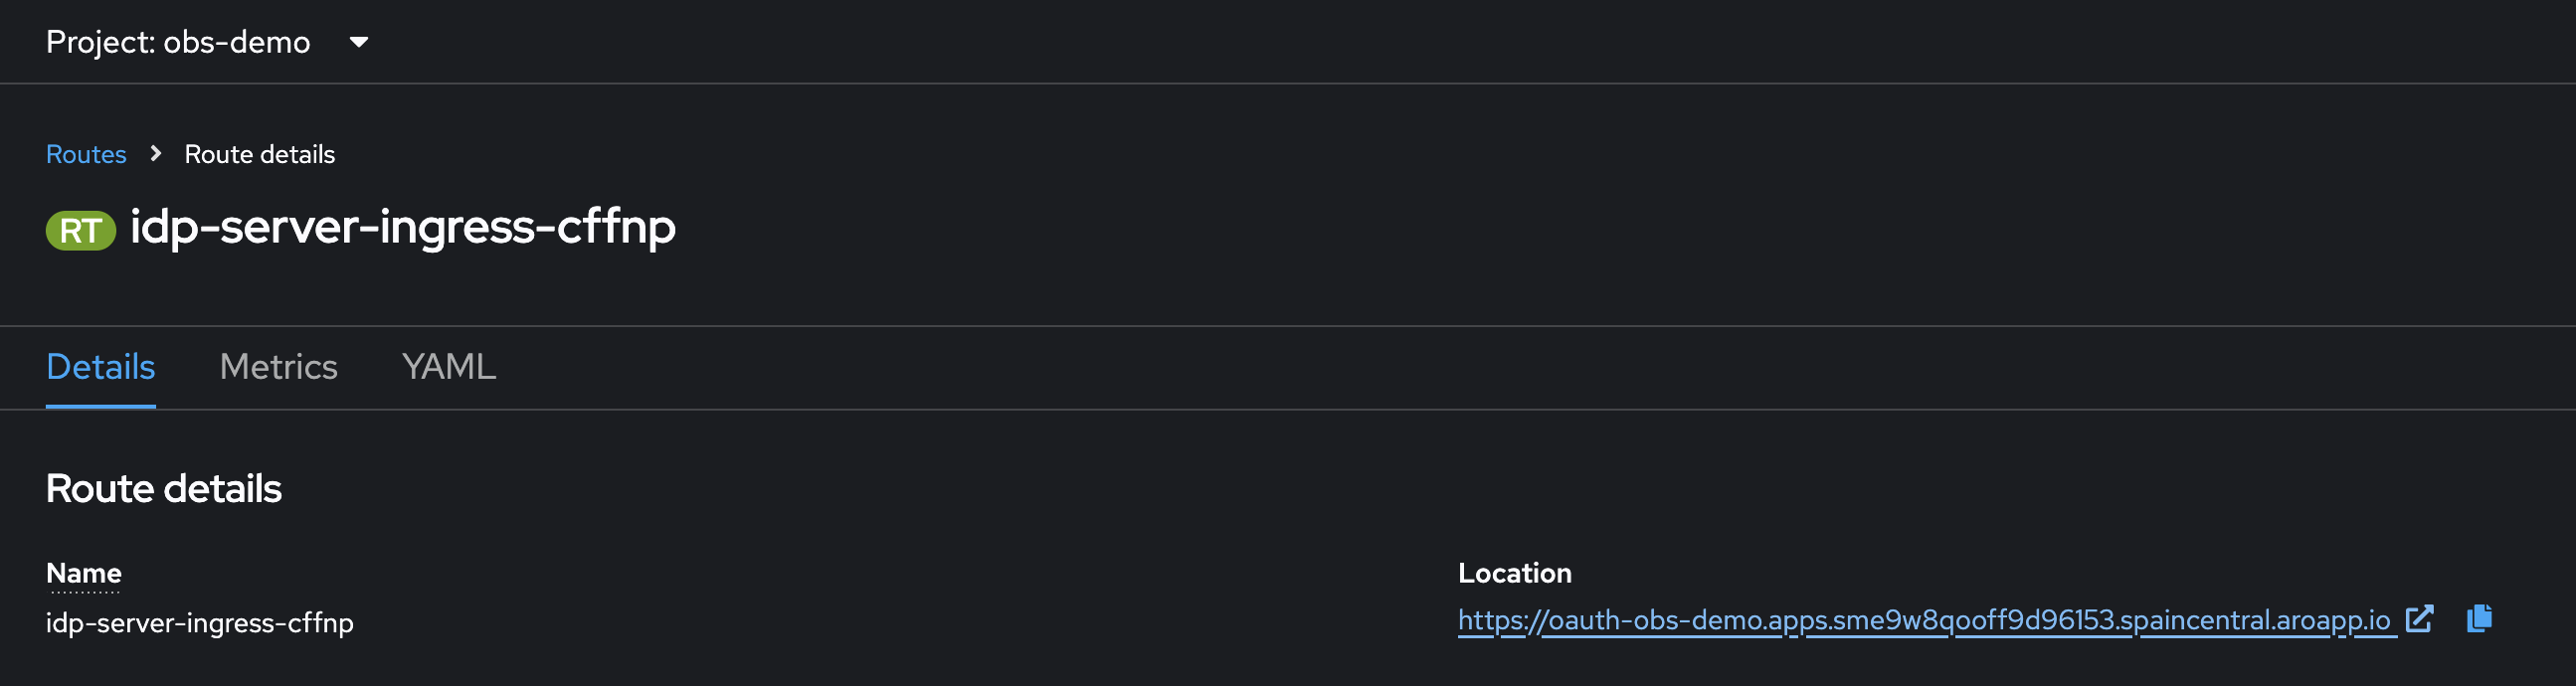 Project: obs-demo
Routes > Route details
RT idp-server-ingress-cffnp
Details Metrics YAML
Route details
Name
idp-server-ingress-cffnp
Location
https://oauth-obs-demo.apps.sme9w8qooff9d96153.spaincentral.aroapp.io